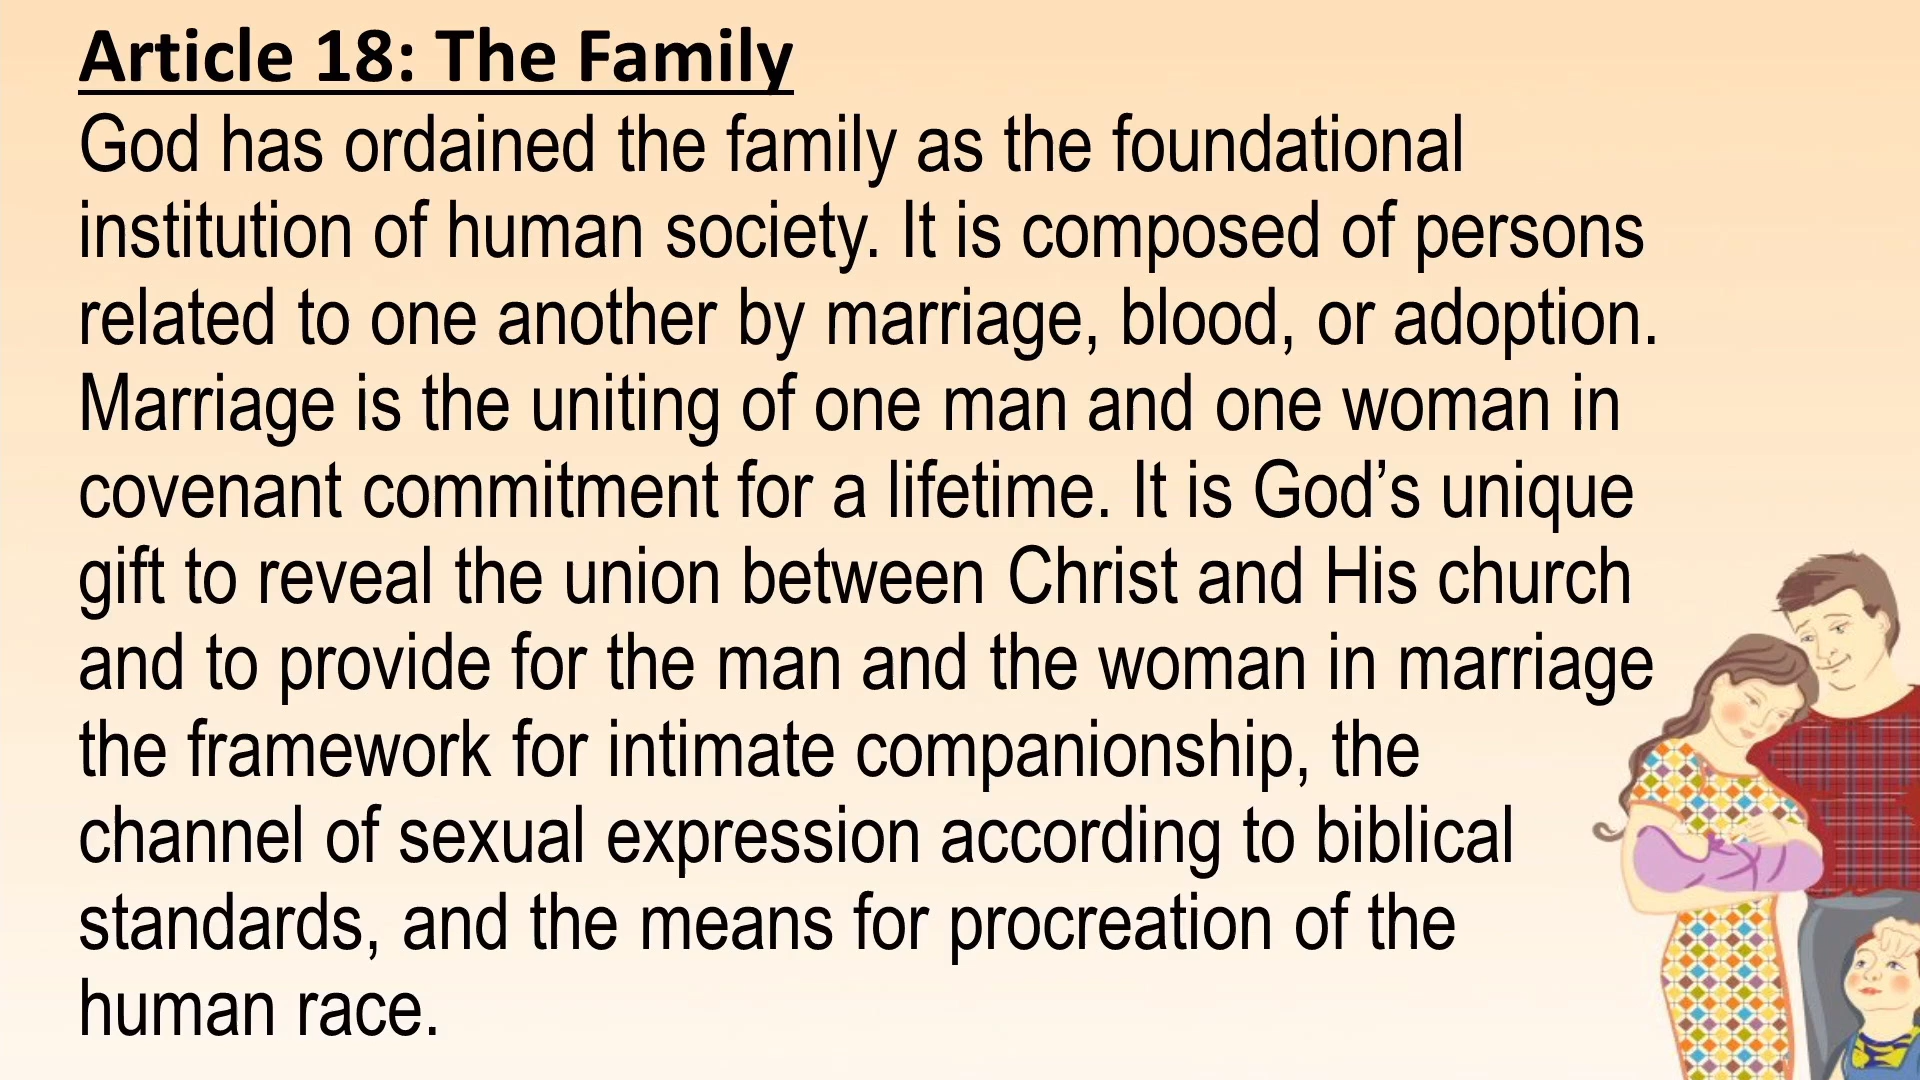 Article 18: The Family
God has ordained the family as the foundational
institution of human society. It is composed of persons
related to one another by marriage, blood, or adoption.
Marriage is the uniting of one man and one woman in
covenant commitment for a lifetime. It is God’s unique
gift to reveal the union between Christ and His church
and to provide for the man and the woman in marriage
the framework for intimate companionship, the
channel of sexual expression according to biblical
standards, and the means for procreation of the
human race.